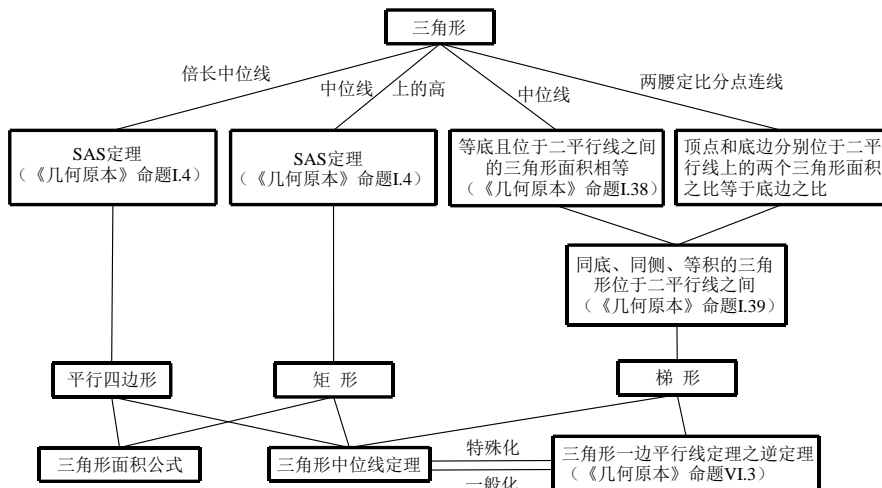 三角形
倍长中位线
中位线
上的高
中位线
两腰定比分点连线
SAS定理
（《几何原本》命题I.4）
SAS定理
（《几何原本》命题I.4）
等底且位于二平行线之间
的三角形面积相等
（《几何原本》命题I.38）
顶点和底边分别位于二平
行线上的两个三角形面积
之比等于底边之比
同底、同侧、等积的三角
形位于二平行线之间
（《几何原本》命题I.39）
平行四边形
矩 形
梯 形
三角形面积公式
三角形中位线定理
特殊化
一般化
三角形一边平行线定理之逆定理
（《几何原本》命题VI.3）